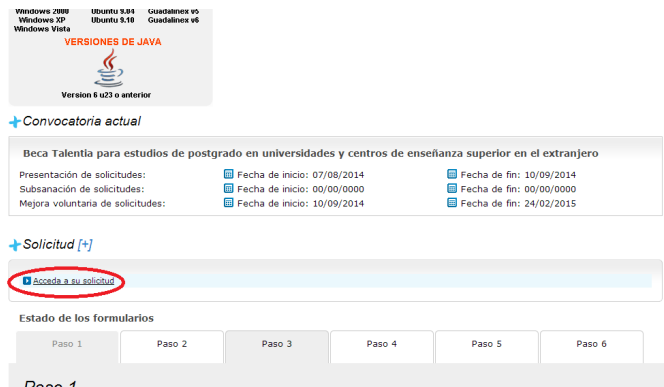 Windows 2000 Ubuntu 9.04 Guadalinex v5
Windows XP Ubuntu 9.10 Guadalinex v6
Windows Vista
VERSIONES DE JAVA
Version 6 u23 o anterior
Convocatoria actual
Beca Talentia para estudios de postgrado en universidades y centros de enseñanza superior en el extranjero
Presentación de solicitudes: Fecha de inicio: 07/08/2014 Fecha de fin: 10/09/2014
Subsanación de solicitudes: Fecha de inicio: 00/00/0000 Fecha de fin: 00/00/0000
Mejora voluntaria de solicitudes: Fecha de inicio: 10/09/2014 Fecha de fin: 24/02/2015
Solicitud [+]
Acceda a su solicitud
Estado de los formularios
Paso 1 Paso 2 Paso 3 Paso 4 Paso 5 Paso 6
Paso 1